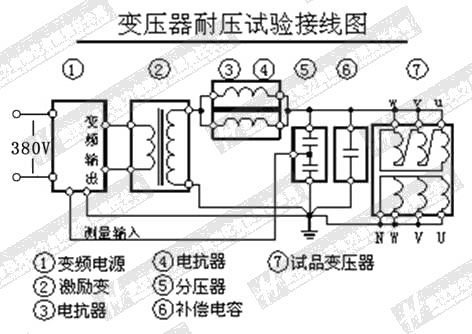 变压器耐压试验接线图
① ② ③ ④ ⑤ ⑥ ⑦
w v u
380V
变频输出
测量输入
N W V U
①变频电源 ④电抗器 ⑦试品变压器
②激励变 ⑤分压器
③电抗器 ⑥补偿电容